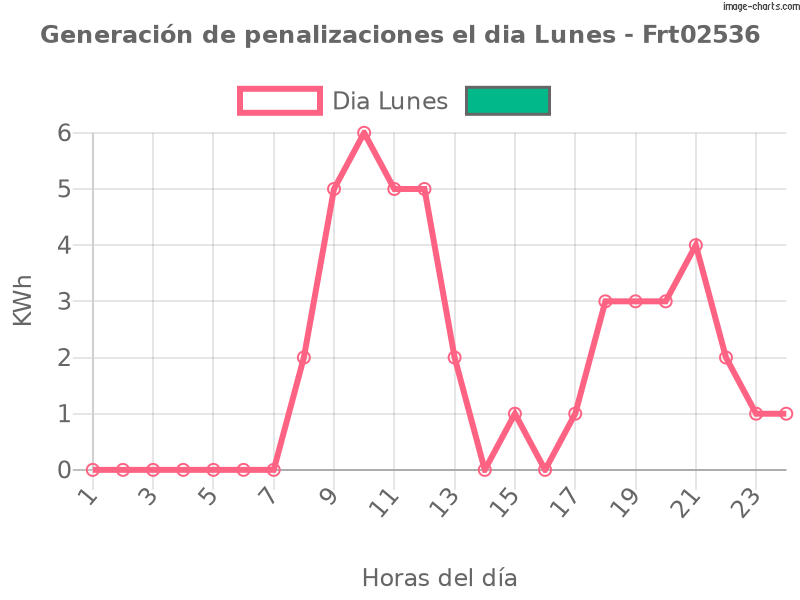 image-charts.com
Generación de penalizaciones el dia Lunes - Frt02536
Dia Lunes
6
5
4
3
2
1
0
KWh
1 3 5 7 9 11 13 15 17 19 21 23
Horas del día